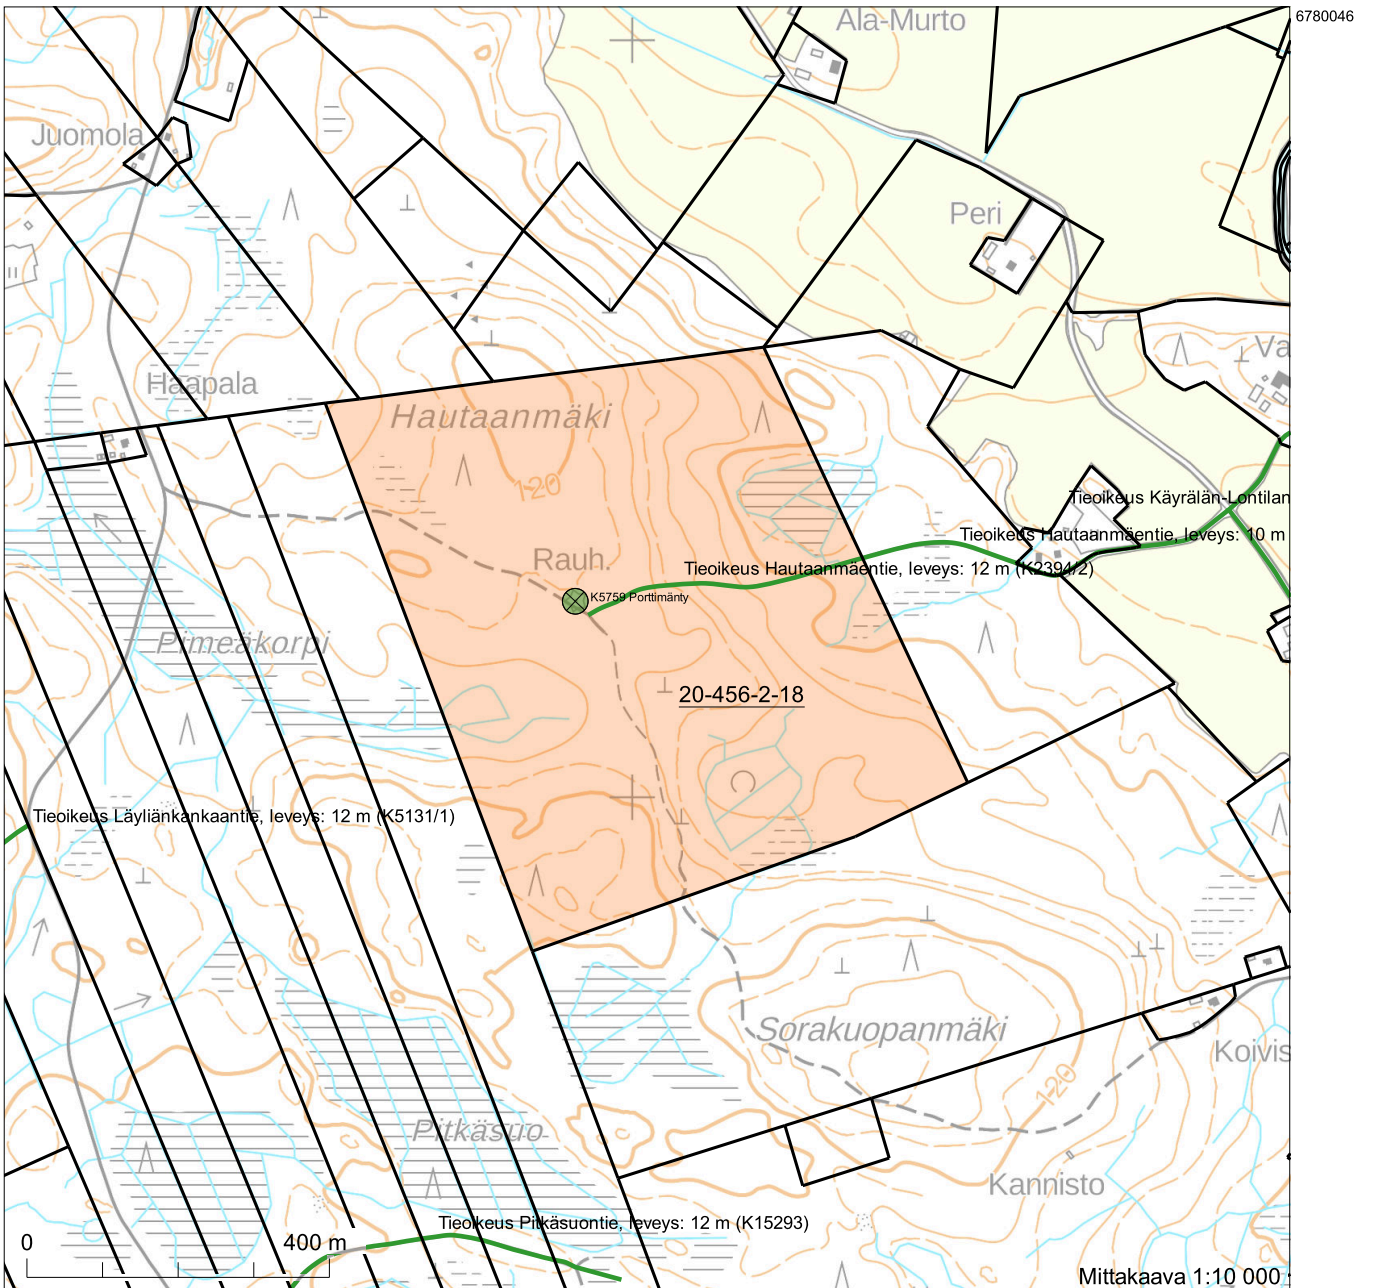 6780046
Ala-Murto
Juomola
Peri
Va
Haapala
Hautaanmäki
120
Tieoikeus Käyrälän-Lontilan
Tieoikeus Hautaanmäentie, leveys: 10 m
Rauh.
Tieoikeus Hautaanmäentie, leveys: 12 m (K2394/2)
K5759 Porttimänty
Pimeäkorpi
20-456-2-18
Tieoikeus Läyliänkankaantie, leveys: 12 m (K5131/1)
Sorakuopanmäki
Koivis
120
Pitkäsuo
Kannisto
Tieoikeus Pitkäsuontie, leveys: 12 m (K15293)
0 400 m
Mittakaava 1:10 000